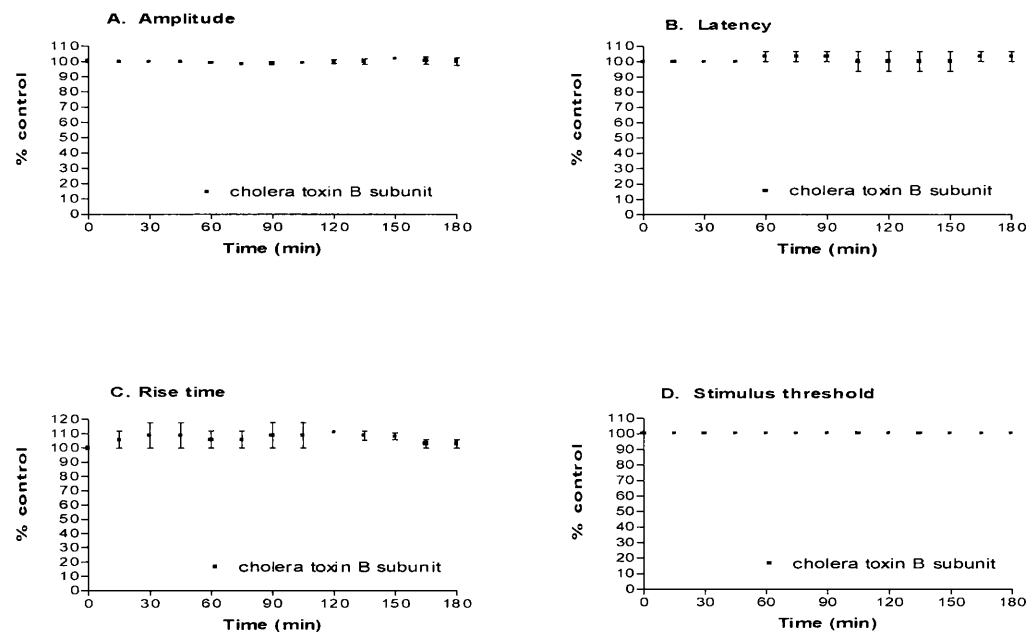 A. Amplitude
110
100
90
80
70
60
50
40
30
20
10
0
% control
cholera toxin B subunit
0 30 60 90 120 150 180
Time (min)
B. Latency
110
100
90
80
70
60
50
40
30
20
10
0
% control
cholera toxin B subunit
0 30 60 90 120 150 180
Time (min)
C. Rise time
120
110
100
90
80
70
60
50
40
30
20
10
0
% control
cholera toxin B subunit
0 30 60 90 120 150 180
Time (min)
D. Stimulus threshold
110
100
90
80
70
60
50
40
30
20
10
0
% control
cholera toxin B subunit
0 30 60 90 120 150 180
Time (min)